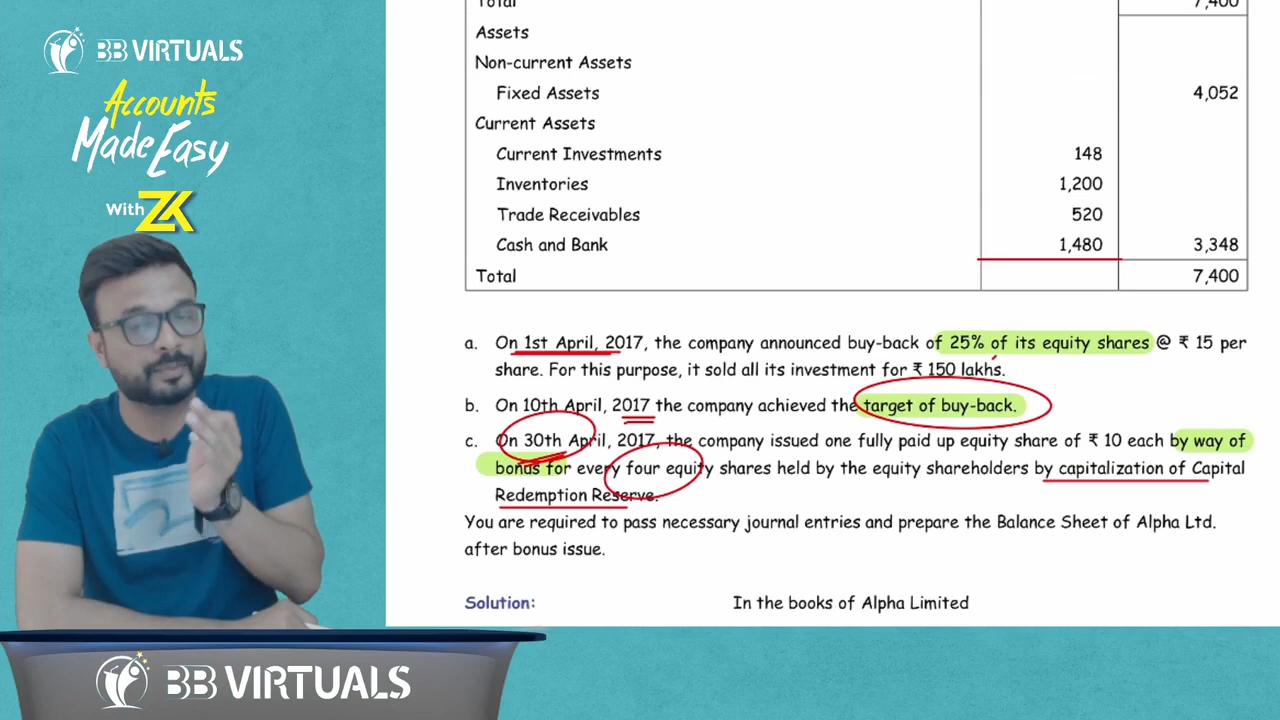 BB VIRTUALS
Accounts
Made Easy
With ZK
Total 7,400
Assets
Non-current Assets
Fixed Assets 4,052
Current Assets
Current Investments 148
Inventories 1,200
Trade Receivables 520
Cash and Bank 1,480 3,348
Total 7,400
a. On 1st April, 2017, the company announced buy-back of 25% of its equity shares @ ₹ 15 per
share. For this purpose, it sold all its investment for ₹ 150 lakhs.
b. On 10th April, 2017 the company achieved the target of buy-back.
c. On 30th April, 2017, the company issued one fully paid up equity share of ₹ 10 each by way of
bonus for every four equity shares held by the equity shareholders by capitalization of Capital
Redemption Reserve.
You are required to pass necessary journal entries and prepare the Balance Sheet of Alpha Ltd.
after bonus issue.
Solution: In the books of Alpha Limited
BB VIRTUALS